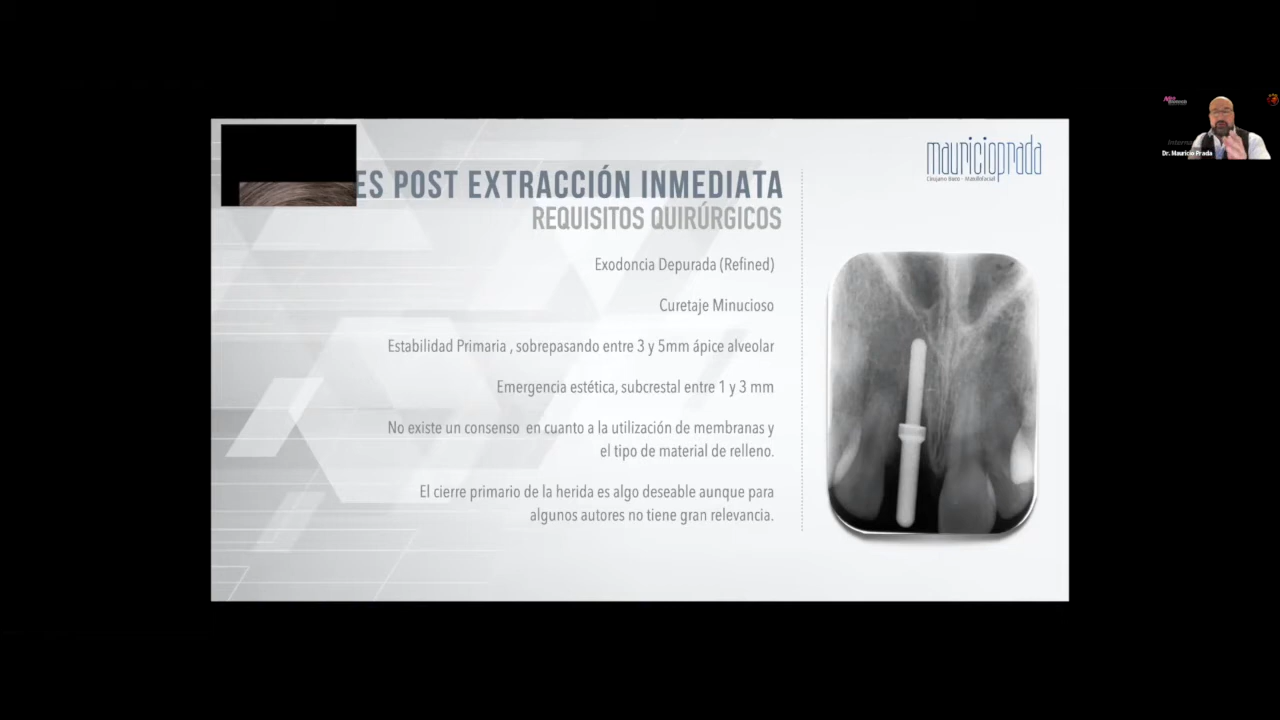 ES POST EXTRACCIÓN INMEDIATA
REQUISITOS QUIRÚRGICOS
Exodoncia Depurada (Refined)
Curetaje Minucioso
Estabilidad Primaria , sobrepasando entre 3 y 5mm ápice alveolar
Emergencia estética, subcrestal entre 1 y 3 mm
No existe un consenso en cuanto a la utilización de membranas y
el tipo de material de relleno.
El cierre primario de la herida es algo deseable aunque para
algunos autores no tiene gran relevancia.
mauricioprada
Cirujano Buco - Maxilofacial
Dr. Mauricio Prada